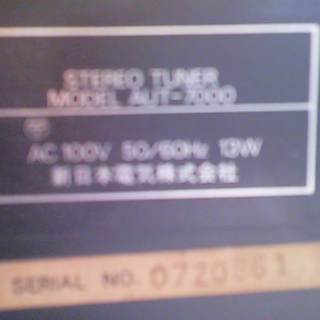 STEREO TUNER
MODEL AUT-7000
AC 100V 50/60Hz 13W
新日本電気株式会社
SERIAL NO. 0720861